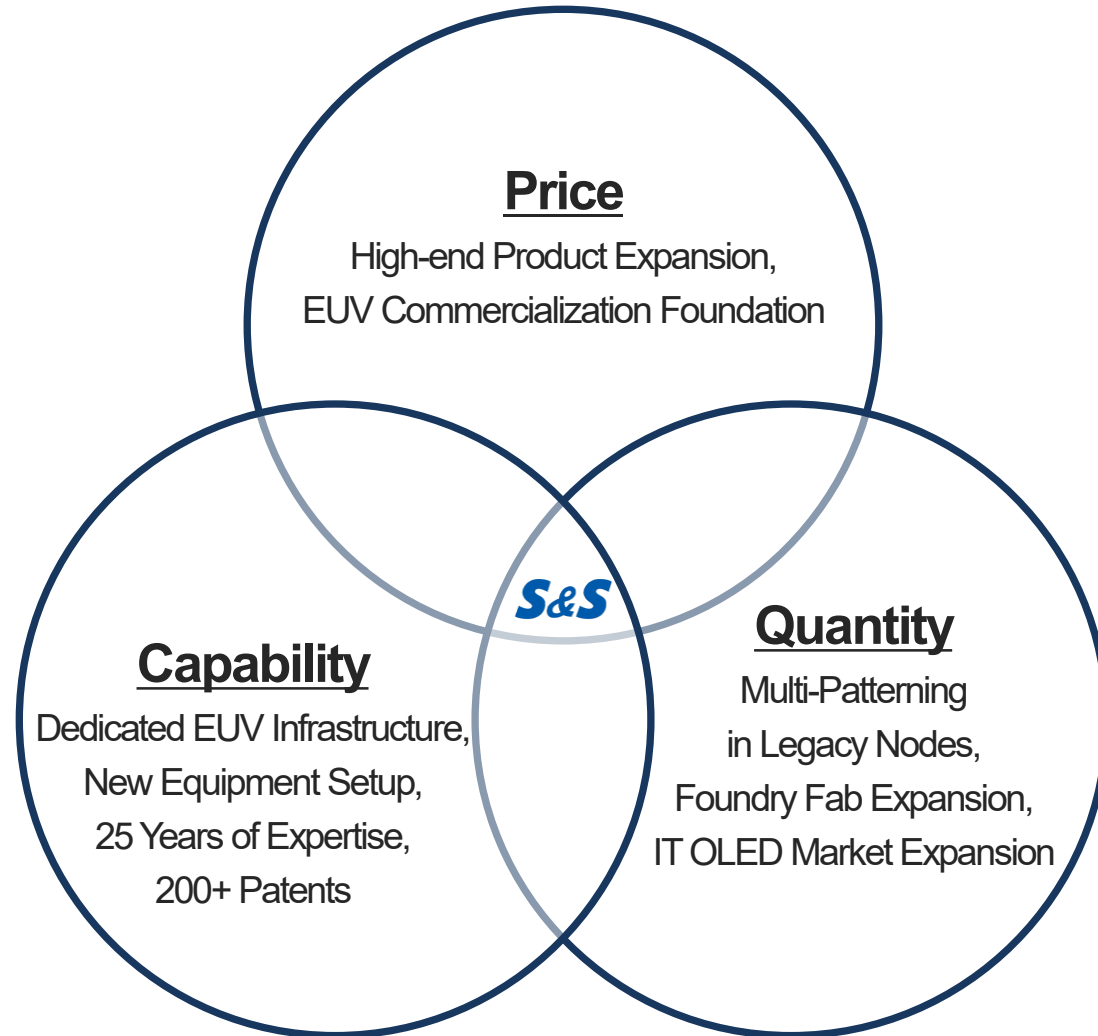 Price
High-end Product Expansion,
EUV Commercialization Foundation
S&S
Capability
Dedicated EUV Infrastructure,
New Equipment Setup,
25 Years of Expertise,
200+ Patents
Quantity
Multi-Patterning
in Legacy Nodes,
Foundry Fab Expansion,
IT OLED Market Expansion